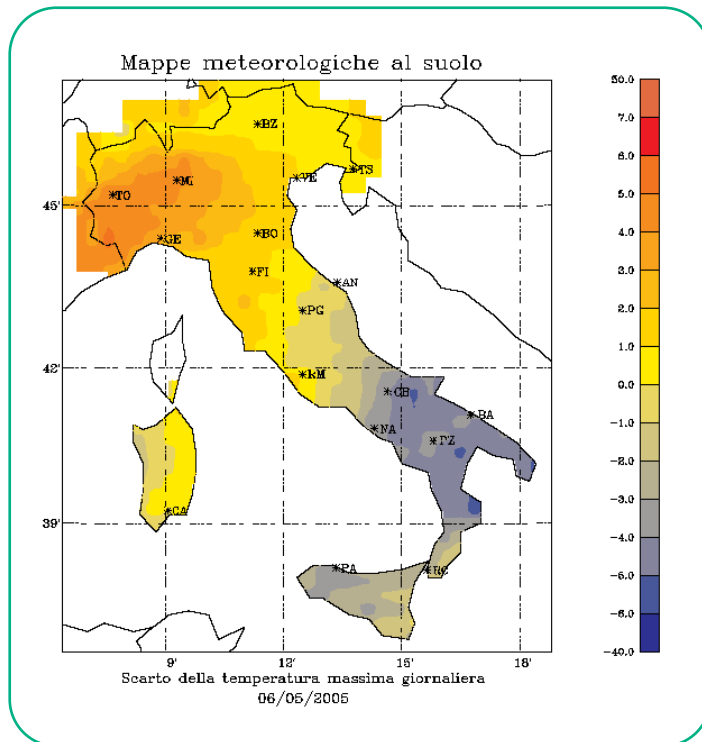 Mappe meteorologiche al suolo
50.0
7.0
6.0
5.0
4.0
3.0
2.0
1.0
0.0
-1.0
-2.0
-3.0
-4.0
-5.0
-6.0
-40.0
*BZ
*MI
*TO
*VE
*TS
45'
*GE
*BO
*FI
*AN
*PG
42'
*RM
*CB
*BA
*NA
*PZ
39'
*CA
*PA
*RC
9' 12' 15' 18'
Scarto della temperatura massima giornaliera
06/05/2005